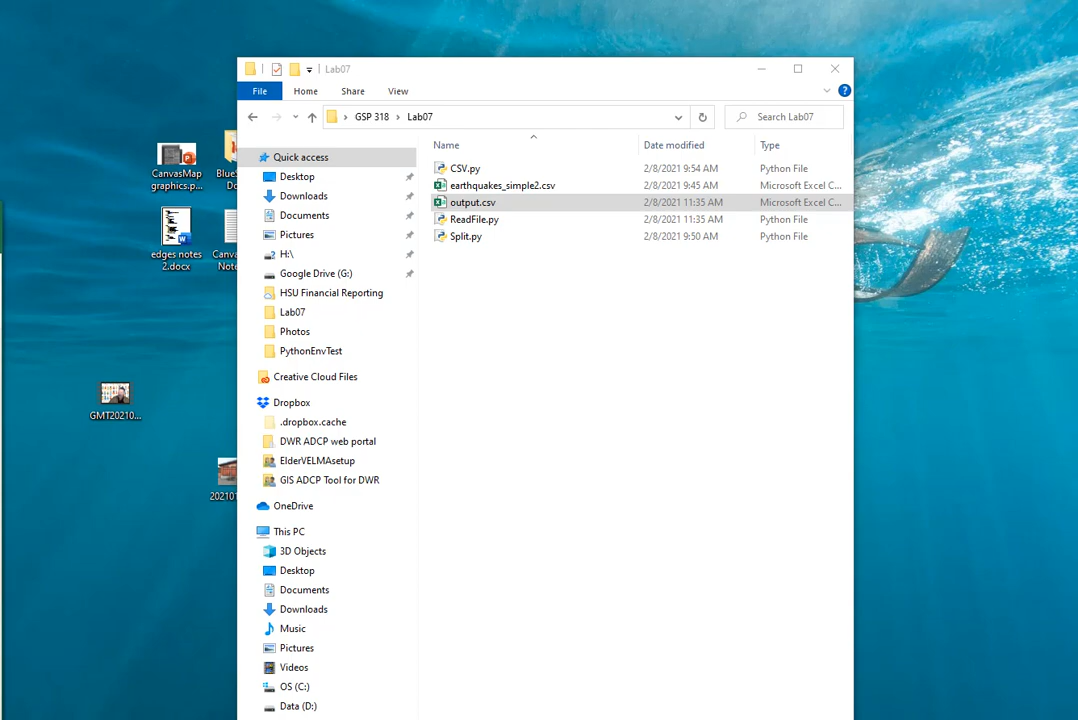 Lab07
File Home Share View
GSP 318 › Lab07
Search Lab07
Name Date modified Type
CSV.py 2/8/2021 9:54 AM Python File
earthquakes_simple2.csv 2/8/2021 9:45 AM Microsoft Excel C...
output.csv 2/8/2021 11:35 AM Microsoft Excel C...
ReadFile.py 2/8/2021 11:35 AM Python File
Split.py 2/8/2021 9:50 AM Python File
Quick access
Desktop
Downloads
Documents
Pictures
H:\
Google Drive (G:)
HSU Financial Reporting
Lab07
Photos
PythonEnvTest
Creative Cloud Files
Dropbox
.dropbox.cache
DWR ADCP web portal
ElderVELMAsetup
GIS ADCP Tool for DWR
OneDrive
This PC
3D Objects
Desktop
Documents
Downloads
Music
Pictures
Videos
OS (C:)
Data (D:)
CanvasMap
graphics.p...
edges notes
2.docx
GMT20210...